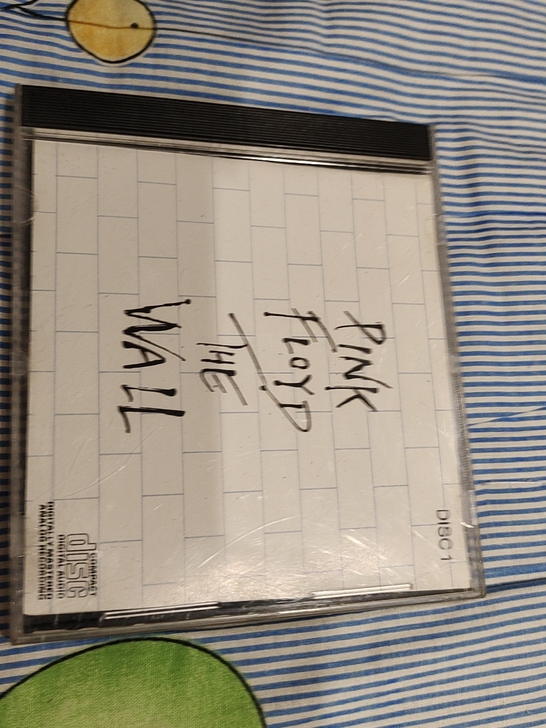 DISC 1
PINK
FLOYD
THE
WALL
COMPACT
disc
DIGITAL AUDIO
DIGITALLY MASTERED
ANALOG RECORDING